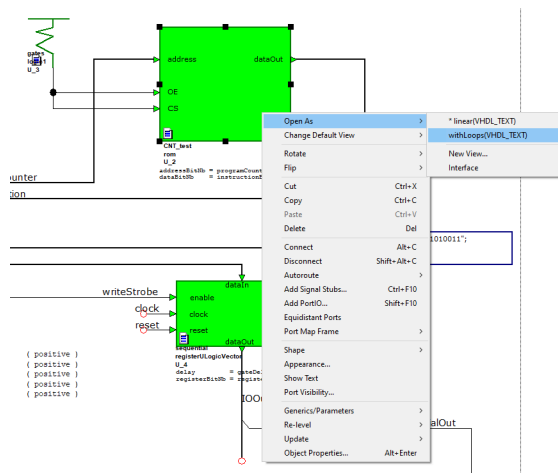 address
dataOut
gates
U_3
OE
CS
CNT_test
rom
U_2
addressBitNb = programCount
dataBitNb = instructionB
ounter
tion
Open As
Change Default View
Rotate
Flip
Cut Ctrl+X
Copy Ctrl+C
Paste Ctrl+V
Delete Del
Connect Alt+C
Disconnect Shift+Alt+C
Autoroute
Add Signal Stubs... Ctrl+F10
Add PortIO... Shift+F10
Equidistant Ports
Port Map Frame
Shape
Appearance...
Show Text
Port Visibility...
Generics/Parameters
Re-level
Update
Object Properties... Alt+Enter
* linear(VHDL_TEXT)
withLoops(VHDL_TEXT)
New View...
Interface
1010011";
dataIn
writeStrobe
enable
clock
clock
reset
reset
dataOut
sequential
registerULogicVector
U_4
delay = gateDel
registerBitNb = registe
( positive )
( positive )
( positive )
( positive )
( positive )
IOOu
alOut